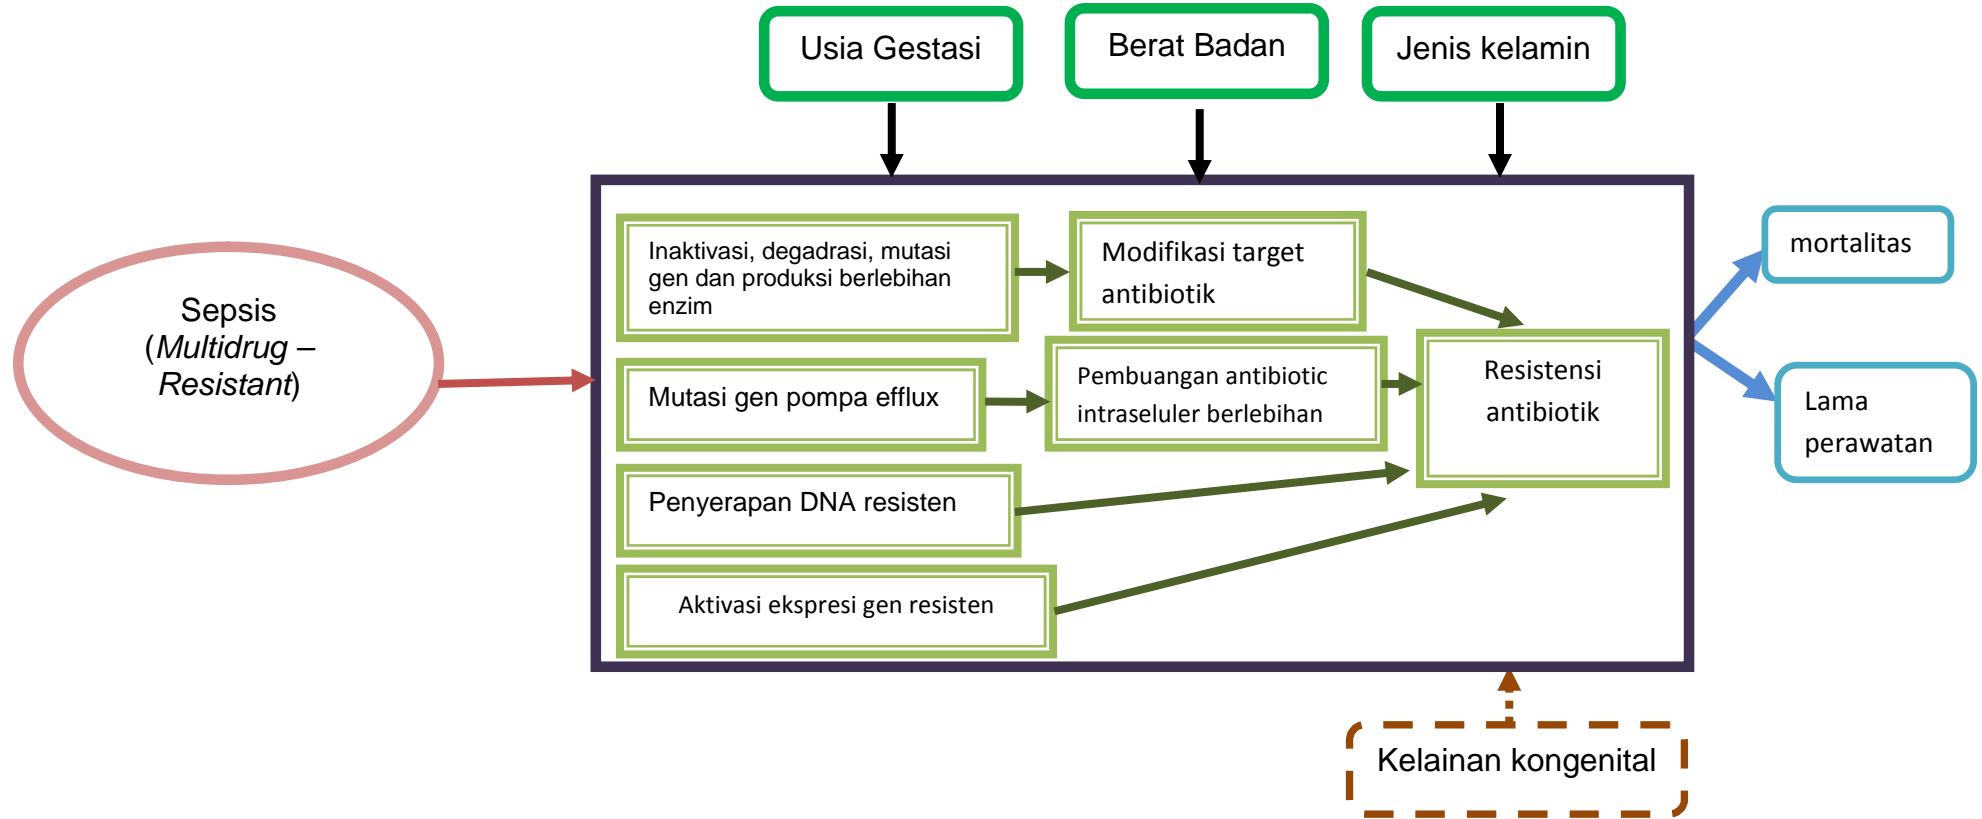 Usia Gestasi
Berat Badan
Jenis kelamin
Sepsis
(Multidrug –
Resistant)
Inaktivasi, degadrasi, mutasi
gen dan produksi berlebihan
enzim
Modifikasi target
antibiotik
Mutasi gen pompa efflux
Pembuangan antibiotic
intraseluler berlebihan
Resistensi
antibiotik
Penyerapan DNA resisten
Aktivasi ekspresi gen resisten
mortalitas
Lama
perawatan
Kelainan kongenital